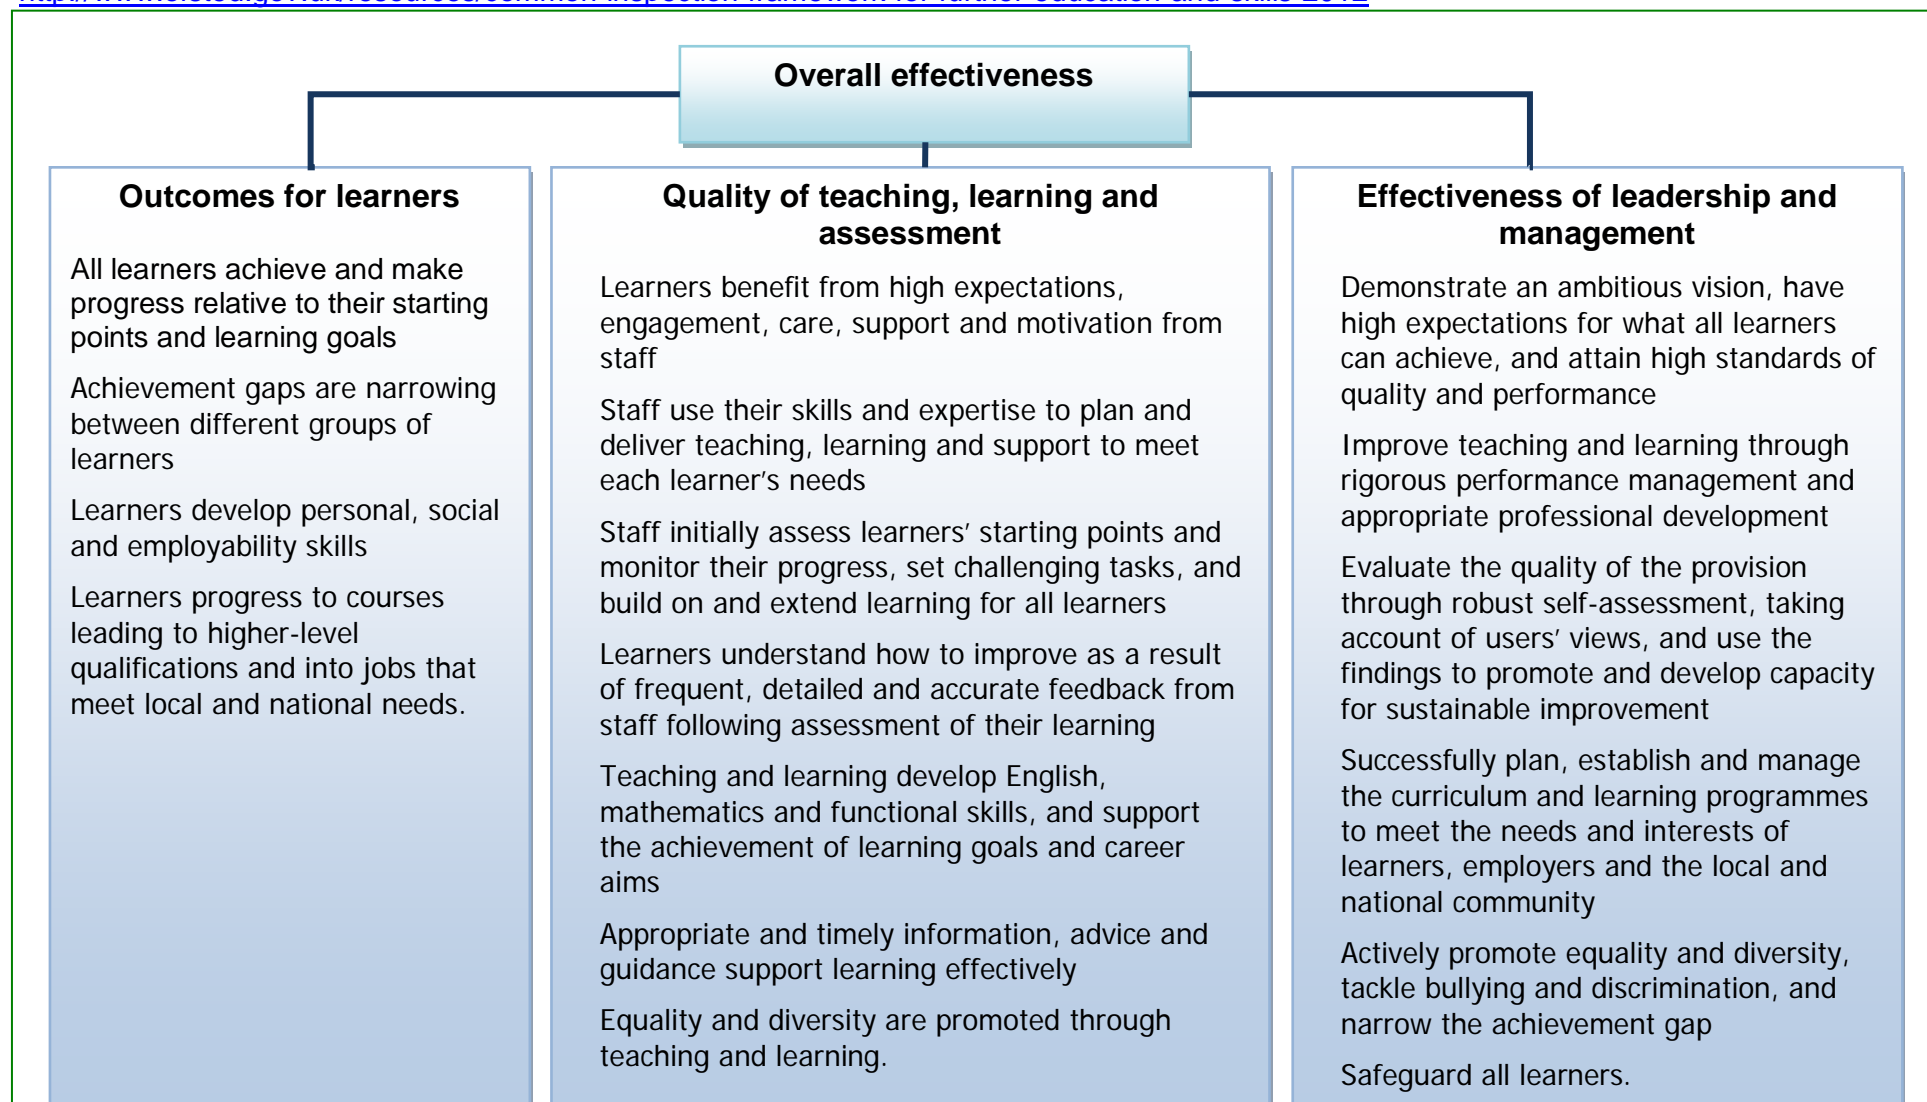 Overall effectiveness
Outcomes for learners
All learners achieve and make
progress relative to their starting
points and learning goals
Achievement gaps are narrowing
between different groups of
learners
Learners develop personal, social
and employability skills
Learners progress to courses
leading to higher-level
qualifications and into jobs that
meet local and national needs.
Quality of teaching, learning and
assessment
Learners benefit from high expectations,
engagement, care, support and motivation from
staff
Staff use their skills and expertise to plan and
deliver teaching, learning and support to meet
each learner's needs
Staff initially assess learners’ starting points and
monitor their progress, set challenging tasks, and
build on and extend learning for all learners
Learners understand how to improve as a result
of frequent, detailed and accurate feedback from
staff following assessment of their learning
Teaching and learning develop English,
mathematics and functional skills, and support
the achievement of learning goals and career
aims
Appropriate and timely information, advice and
guidance support learning effectively
Equality and diversity are promoted through
teaching and learning.
Effectiveness of leadership and
management
Demonstrate an ambitious vision, have
high expectations for what all learners
can achieve, and attain high standards of
quality and performance
Improve teaching and learning through
rigorous performance management and
appropriate professional development
Evaluate the quality of the provision
through robust self-assessment, taking
account of users’ views, and use the
findings to promote and develop capacity
for sustainable improvement
Successfully plan, establish and manage
the curriculum and learning programmes
to meet the needs and interests of
learners, employers and the local and
national community
Actively promote equality and diversity,
tackle bullying and discrimination, and
narrow the achievement gap
Safeguard all learners.